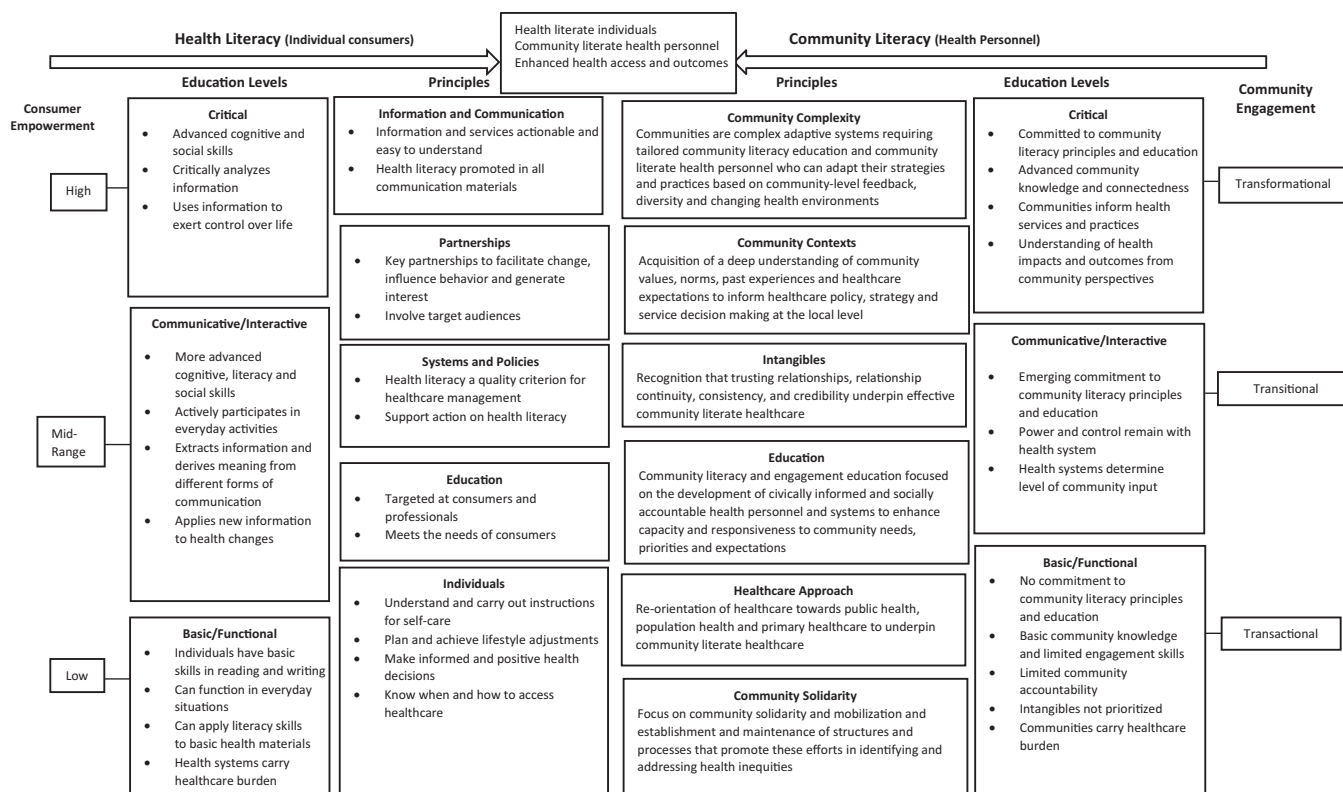 Health Literacy (Individual consumers)
Health literate individuals
Community literate health personnel
Enhanced health access and outcomes
Community Literacy (Health Personnel)
Consumer
Empowerment
High
Mid-
Range
Low
Education Levels
Critical
• Advanced cognitive and
social skills
• Critically analyzes
information
• Uses information to
exert control over life
Communicative/Interactive
• More advanced
cognitive, literacy and
social skills
• Actively participates in
everyday activities
• Extracts information and
derives meaning from
different forms of
communication
• Applies new information
to health changes
Basic/Functional
• Individuals have basic
skills in reading and writing
• Can function in everyday
situations
• Can apply literacy skills
to basic health materials
• Health systems carry
healthcare burden
Principles
Information and Communication
• Information and services actionable and
easy to understand
• Health literacy promoted in all
communication materials
Partnerships
• Key partnerships to facilitate change,
influence behavior and generate
interest
• Involve target audiences
Systems and Policies
• Health literacy a quality criterion for
healthcare management
• Support action on health literacy
Education
• Targeted at consumers and
professionals
• Meets the needs of consumers
Individuals
• Understand and carry out instructions
for self-care
• Plan and achieve lifestyle adjustments
• Make informed and positive health
decisions
• Know when and how to access
healthcare
Principles
Community Complexity
Communities are complex adaptive systems requiring
tailored community literacy education and community
literate health personnel who can adapt their strategies
and practices based on community-level feedback,
diversity and changing health environments
Community Contexts
Acquisition of a deep understanding of community
values, norms, past experiences and healthcare
expectations to inform healthcare policy, strategy and
service decision making at the local level
Intangibles
Recognition that trusting relationships, relationship
continuity, consistency, and credibility underpin effective
community literate healthcare
Education
Community literacy and engagement education focused
on the development of civically informed and socially
accountable health personnel and systems to enhance
capacity and responsiveness to community needs,
priorities and expectations
Healthcare Approach
Re-orientation of healthcare towards public health,
population health and primary healthcare to underpin
community literate healthcare
Community Solidarity
Focus on community solidarity and mobilization and
establishment and maintenance of structures and
processes that promote these efforts in identifying and
addressing health inequities
Education Levels
Critical
• Committed to community
literacy principles and education
• Advanced community
knowledge and connectedness
• Communities inform health
services and practices
• Understanding of health
impacts and outcomes from
community perspectives
Communicative/Interactive
• Emerging commitment to
community literacy principles
and education
• Power and control remain with
health system
• Health systems determine
level of community input
Basic/Functional
• No commitment to
community literacy principles
and education
• Basic community knowledge
and limited engagement skills
• Limited community
accountability
• Intangibles not prioritized
• Communities carry healthcare
burden
Community
Engagement
Transformational
Transitional
Transactional